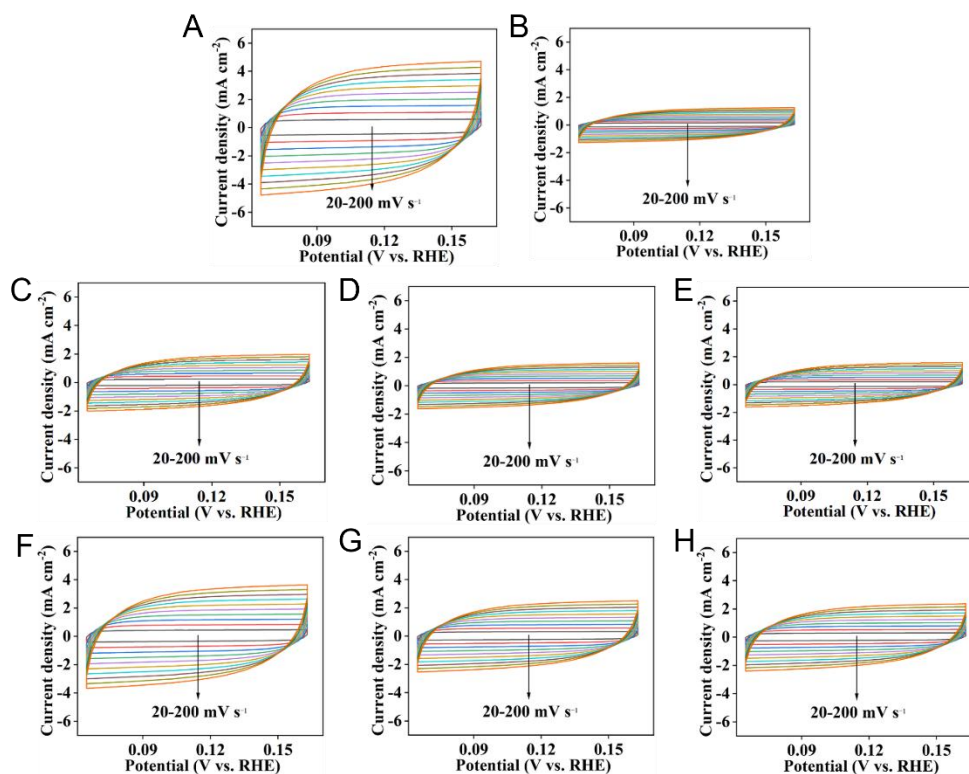 A
Current density (mA cm⁻²)
6
4
2
0
-2
-4
-6
20-200 mV s⁻¹
0.09 0.12 0.15
Potential (V vs. RHE)
B
Current density (mA cm⁻²)
6
4
2
0
-2
-4
-6
20-200 mV s⁻¹
0.09 0.12 0.15
Potential (V vs. RHE)
C
Current density (mA cm⁻²)
6
4
2
0
-2
-4
-6
20-200 mV s⁻¹
0.09 0.12 0.15
Potential (V vs. RHE)
D
Current density (mA cm⁻²)
6
4
2
0
-2
-4
-6
20-200 mV s⁻¹
0.09 0.12 0.15
Potential (V vs. RHE)
E
Current density (mA cm⁻²)
6
4
2
0
-2
-4
-6
20-200 mV s⁻¹
0.09 0.12 0.15
Potential (V vs. RHE)
F
Current density (mA cm⁻²)
6
4
2
0
-2
-4
-6
20-200 mV s⁻¹
0.09 0.12 0.15
Potential (V vs. RHE)
G
Current density (mA cm⁻²)
6
4
2
0
-2
-4
-6
20-200 mV s⁻¹
0.09 0.12 0.15
Potential (V vs. RHE)
H
Current density (mA cm⁻²)
6
4
2
0
-2
-4
-6
20-200 mV s⁻¹
0.09 0.12 0.15
Potential (V vs. RHE)